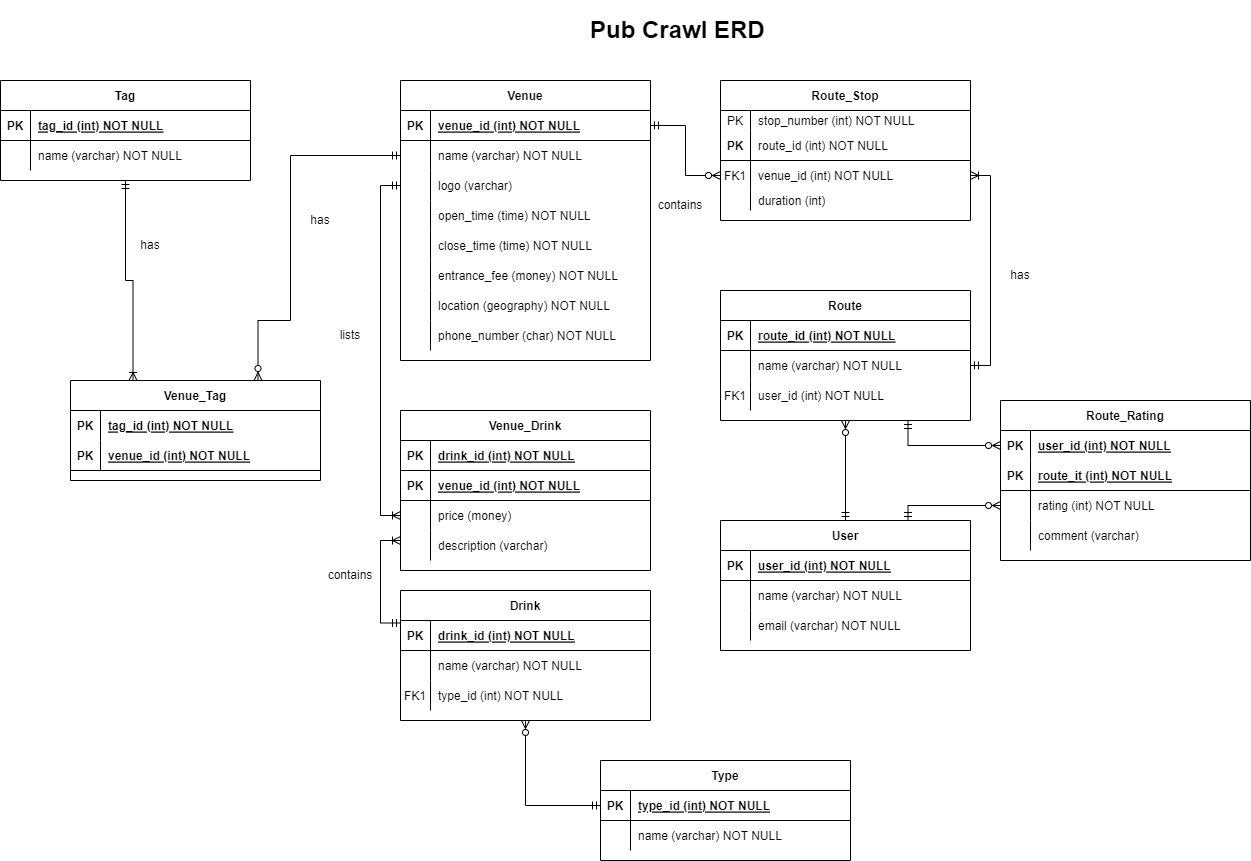 Pub Crawl ERD
Tag
PK tag_id (int) NOT NULL
name (varchar) NOT NULL
has
Venue
PK venue_id (int) NOT NULL
name (varchar) NOT NULL
logo (varchar)
open_time (time) NOT NULL
close_time (time) NOT NULL
entrance_fee (money) NOT NULL
location (geography) NOT NULL
phone_number (char) NOT NULL
has
lists
contains
Route_Stop
PK stop_number (int) NOT NULL
PK route_id (int) NOT NULL
FK1 venue_id (int) NOT NULL
duration (int)
has
Route
PK route_id (int) NOT NULL
name (varchar) NOT NULL
FK1 user_id (int) NOT NULL
Venue_Tag
PK tag_id (int) NOT NULL
PK venue_id (int) NOT NULL
Venue_Drink
PK drink_id (int) NOT NULL
PK venue_id (int) NOT NULL
price (money)
description (varchar)
contains
Route_Rating
PK user_id (int) NOT NULL
PK route_it (int) NOT NULL
rating (int) NOT NULL
comment (varchar)
User
PK user_id (int) NOT NULL
name (varchar) NOT NULL
email (varchar) NOT NULL
Drink
PK drink_id (int) NOT NULL
name (varchar) NOT NULL
FK1 type_id (int) NOT NULL
Type
PK type_id (int) NOT NULL
name (varchar) NOT NULL